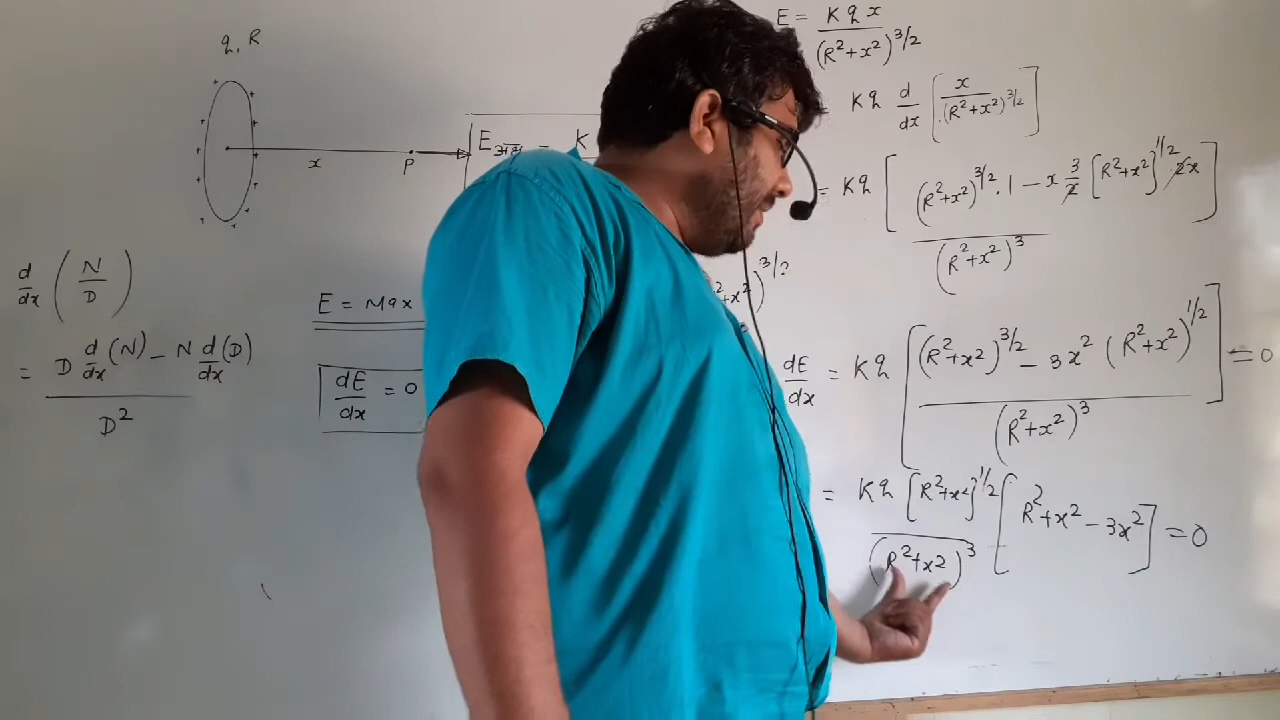 q, R
x
P
E = K
d/dx (N/D)
= D d/dx (N) - N d/dx (D) / D²
E = Max
dE/dx = 0
E = Kqx / (R²+x²)^3/2
= Kq d/dx [x / (R²+x²)^3/2]
= Kq [(R²+x²)^3/2 . 1 - x 3/2 [R²+x²]^1/2 . 2x] / (R²+x²)³
+x²)^3/2
dE/dx = Kq [(R²+x²)^3/2 - 3x² (R²+x²)^1/2 / (R²+x²)³] = 0
= Kq [R²+x²]^1/2 / (R²+x²)³ [R²+x² - 3x²] = 0